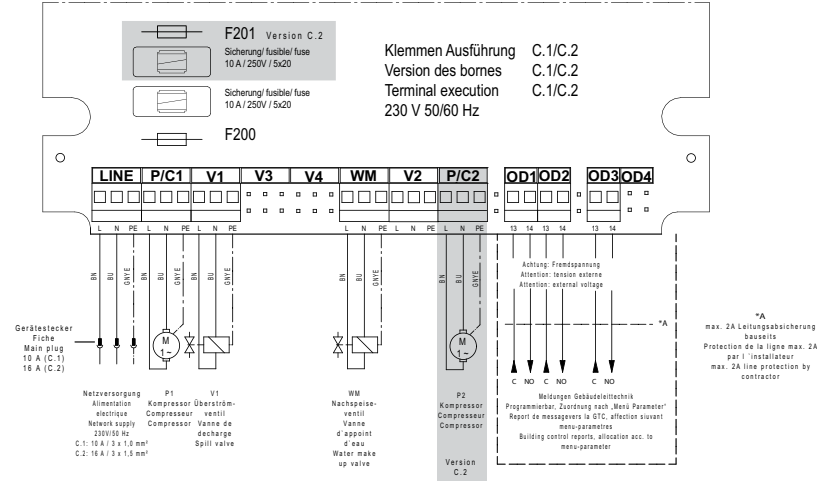 F201 Version C.2
Sicherung/ fusible/ fuse
10 A / 250V / 5x20
Sicherung/ fusible/ fuse
10 A / 250V / 5x20
F200
Klemmen Ausführung C.1/C.2
Version des bornes C.1/C.2
Terminal execution C.1/C.2
230 V 50/60 Hz
LINE P/C1 V1 V3 V4 WM V2 P/C2 OD1 OD2 OD3 OD4
L N PE L N PE L PE L N PE L N PE L N PE 13 14 13 14 13 14
BN BU GNYE BN BU GNYE BN BU GNYE BN BU GNYE BN BU GNYE
Achtung: Fremdspannung
Attention: tension externe
Attention: external voltage
*A
M
1~
M
1~
C NO C NO C NO
Gerätestecker
Fiche
Main plug
10 A (C.1)
16 A (C.2)
Netzversorgung
Alimentation
electrique
Network supply
230V/50 Hz
C.1: 10 A / 3 x 1,0 mm²
C.2: 16 A / 3 x 1,5 mm²
P1
Kompressor
Compresseur
Compressor
V1
Überström-
ventil
Vanne de
decharge
Spill valve
WM
Nachspeise-
ventil
Vanne
d`appoint
d`eau
Water make
up valve
P2
Kompressor
Compresseur
Compressor
Version
C.2
Meldungen Gebäudeleittechnik
Programmierbar, Zuordnung nach „Menü Parameter"
Report de messagevers la GTC, affection siuvant
menu-parametres
Building control reports, allocation acc. to
menu-parameter
*A
max. 2A Leitungsabsicherung
bauseits
Protection de la ligne max. 2A
par l `installateur
max. 2A line protection by
contractor